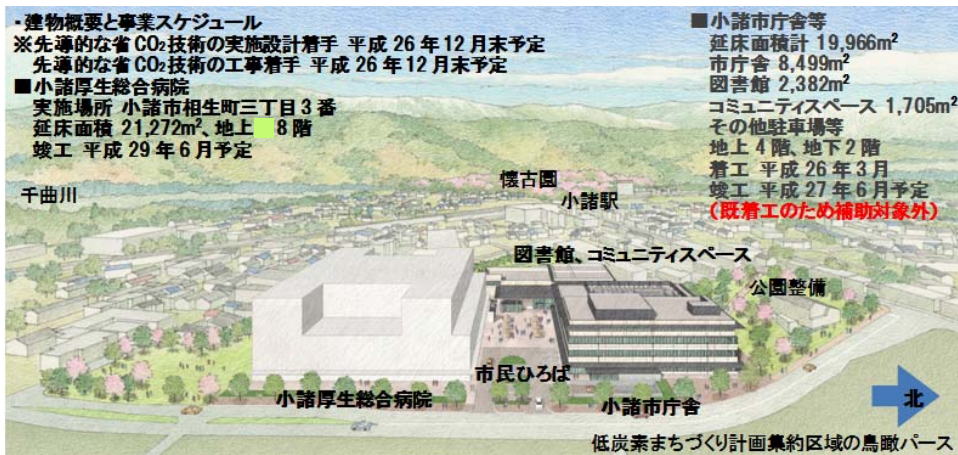 ・建物概要と事業スケジュール
※先導的な省CO₂技術の実施設計着手 平成26年12月末予定
先導的な省CO₂技術の工事着手 平成26年12月末予定
■小諸厚生総合病院
実施場所 小諸市相生町三丁目3番
延床面積 21,272m²、地上 8階
竣工 平成29年6月予定
■小諸市庁舎等
延床面積計 19,966m²
市庁舎 8,499m²
図書館 2,382m²
コミュニティスペース 1,705m²
その他駐車場等
地上4階、地下2階
着工 平成26年3月
竣工 平成27年6月予定
(既着工のため補助対象外)
千曲川
懐古園
小諸駅
図書館、コミュニティスペース
公園整備
市民ひろば
小諸厚生総合病院
小諸市庁舎
北
低炭素まちづくり計画集約区域の鳥瞰パース